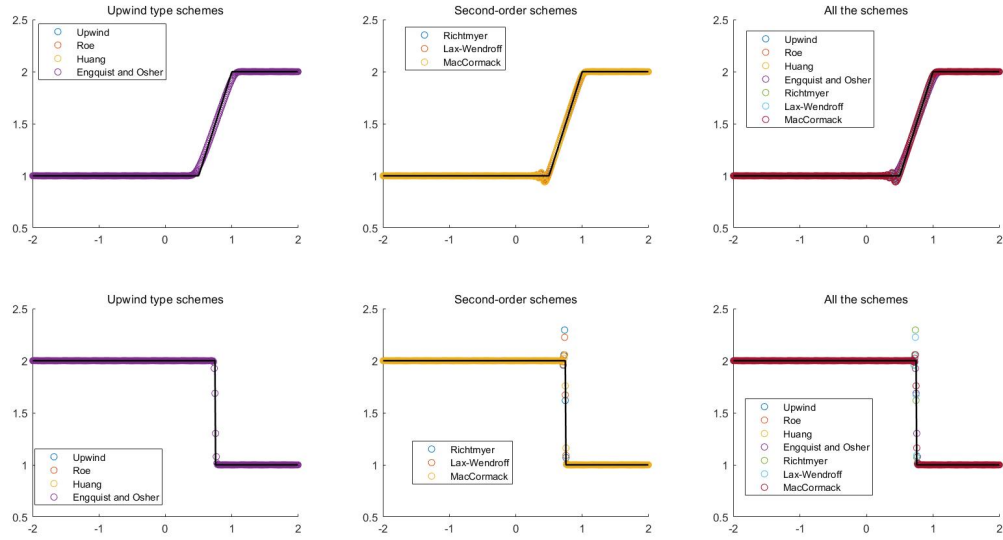 Upwind type schemes
2.5
2
1.5
1
0.5
-2 -1 0 1 2
Upwind
Roe
Huang
Engquist and Osher
Second-order schemes
2.5
2
1.5
1
0.5
-2 -1 0 1 2
Richtmyer
Lax-Wendroff
MacCormack
All the schemes
2.5
2
1.5
1
0.5
-2 -1 0 1 2
Upwind
Roe
Huang
Engquist and Osher
Richtmyer
Lax-Wendroff
MacCormack
Upwind type schemes
2.5
2
1.5
1
0.5
-2 -1 0 1 2
Upwind
Roe
Huang
Engquist and Osher
Second-order schemes
2.5
2
1.5
1
0.5
-2 -1 0 1 2
Richtmyer
Lax-Wendroff
MacCormack
All the schemes
2.5
2
1.5
1
0.5
-2 -1 0 1 2
Upwind
Roe
Huang
Engquist and Osher
Richtmyer
Lax-Wendroff
MacCormack